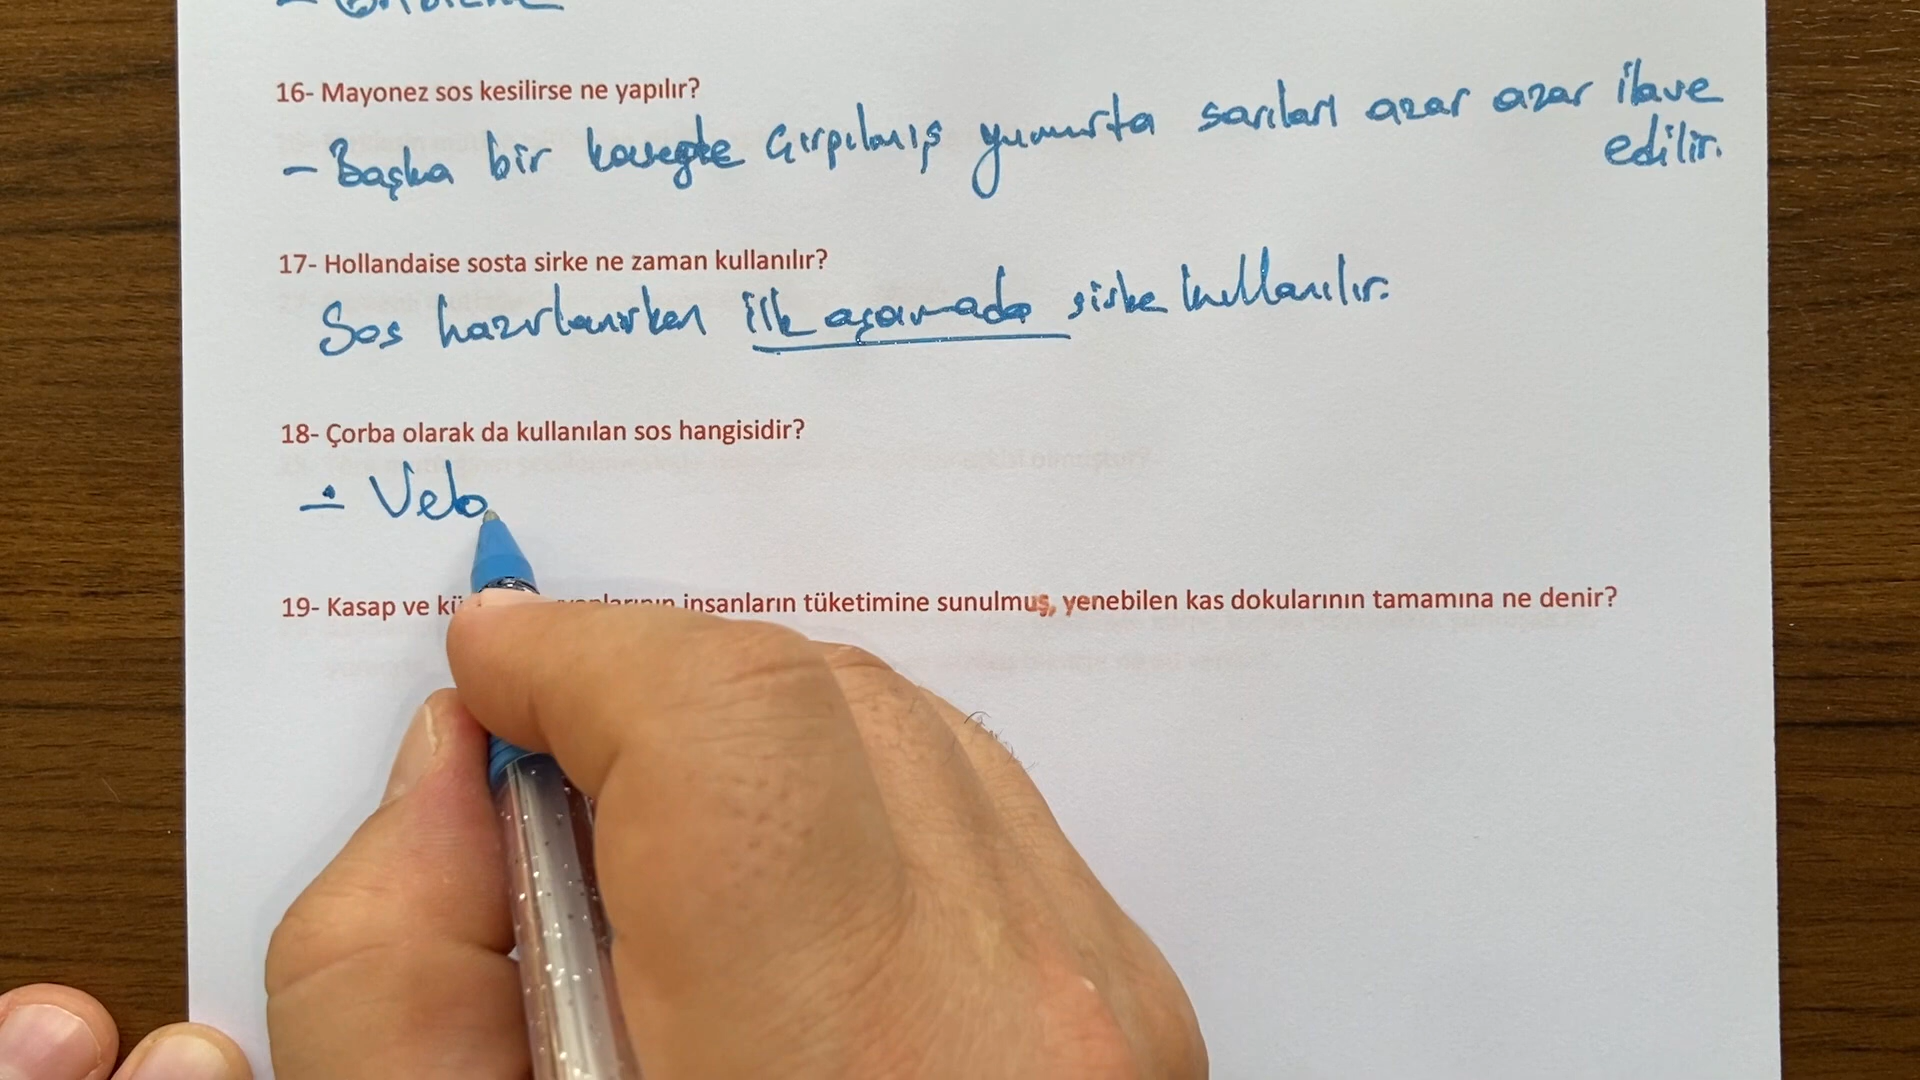 16- Mayonez sos kesilirse ne yapılır?
- Başka bir kasede çırpılmış yumurta sarıları azar azar ilave
edilir.
17- Hollandaise sosta sirke ne zaman kullanılır?
Sos hazırlanırken ilk aşamada sirke kullanılır.
18- Çorba olarak da kullanılan sos hangisidir?
- Velo
19- Kasap ve insanların tüketimine sunulmuş, yenebilen kas dokularının tamamına ne denir?